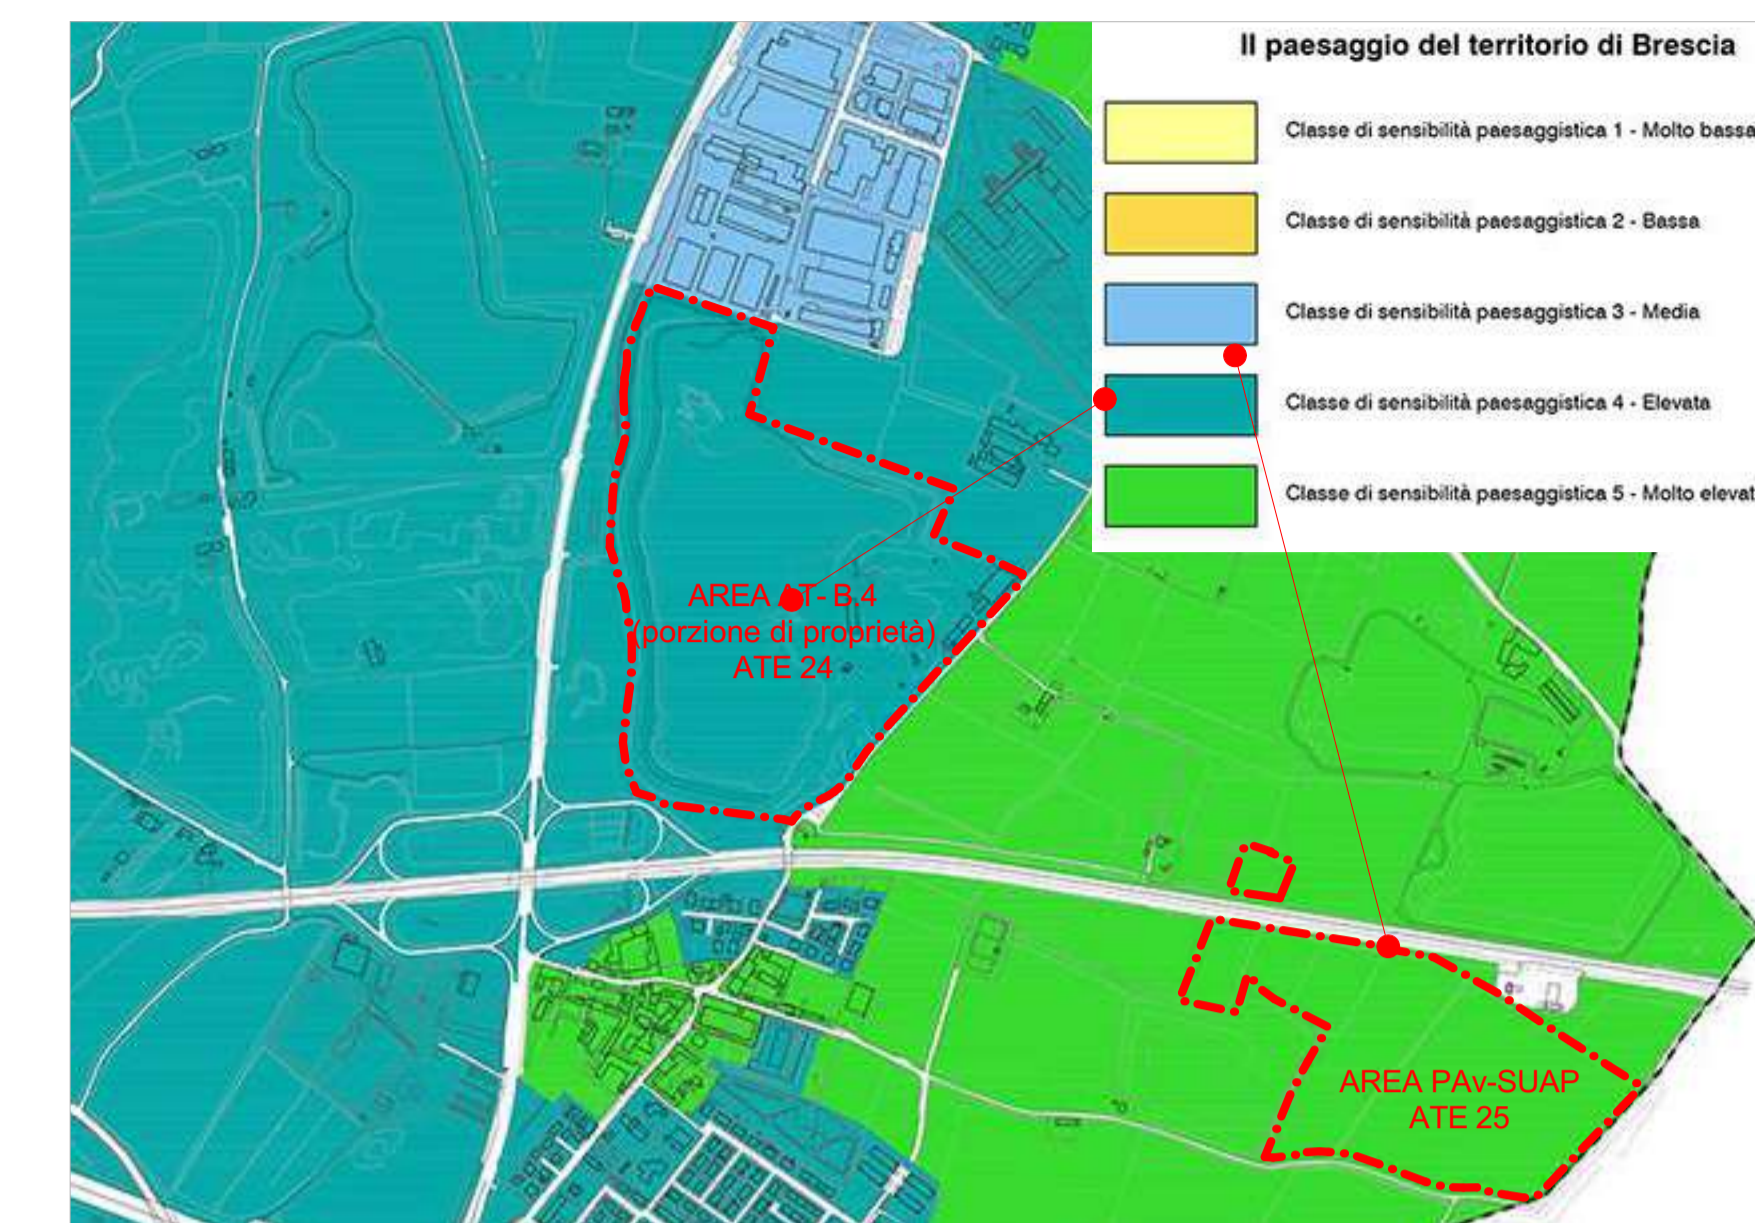 Il paesaggio del territorio di Brescia
Classe di sensibilità paesaggistica 1 - Molto bassa
Classe di sensibilità paesaggistica 2 - Bassa
Classe di sensibilità paesaggistica 3 - Media
Classe di sensibilità paesaggistica 4 - Elevata
Classe di sensibilità paesaggistica 5 - Molto elevat
AREA AT- B.4
(porzione di proprietà)
ATE 24
AREA PAv-SUAP
ATE 25